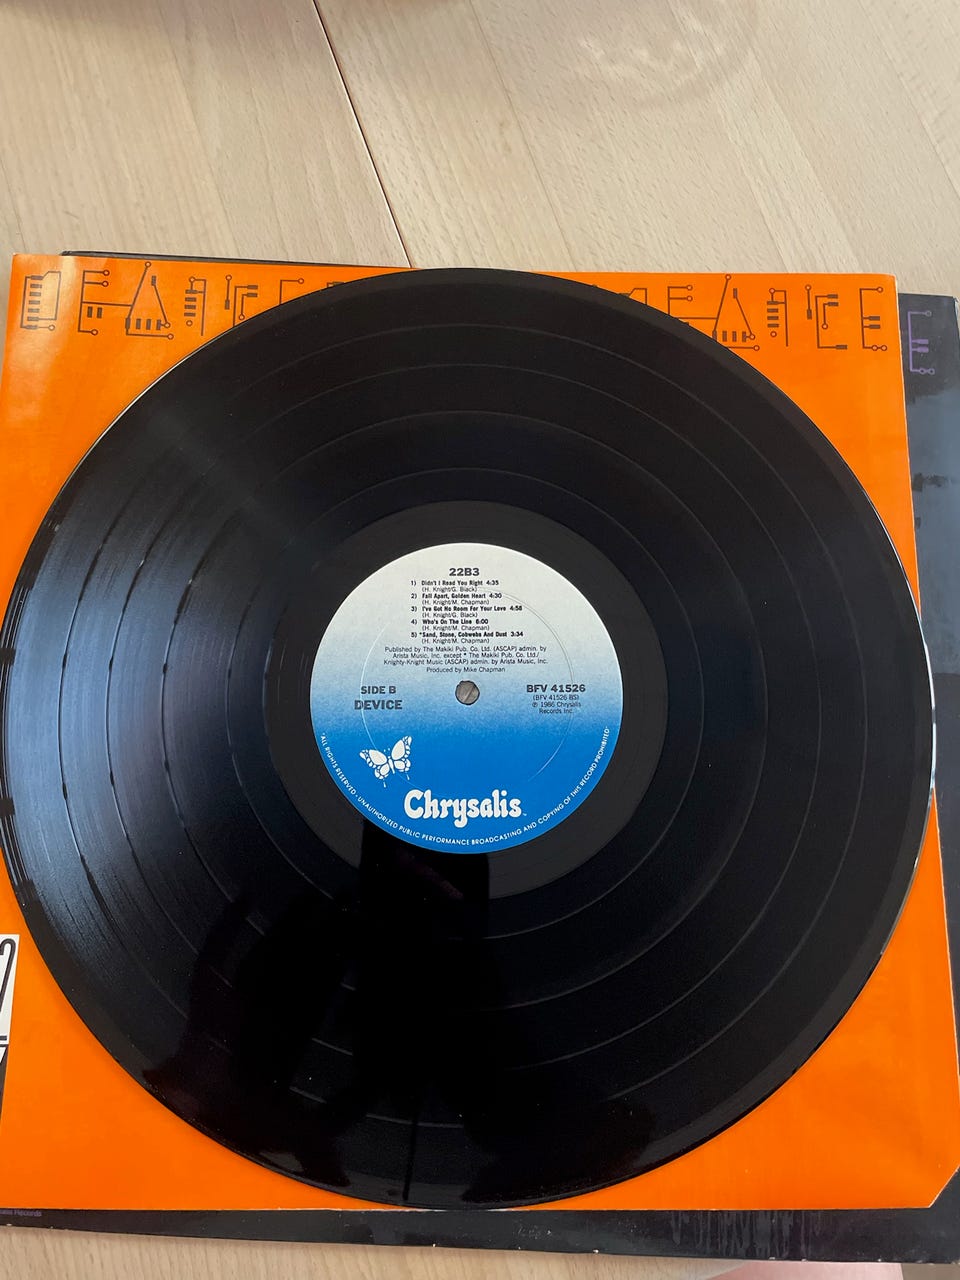 22B3
1) Didn't I Read You Right 4:35
(H. Knight/G. Black)
2) Fall Apart, Golden Heart 4:30
(H. Knight/M. Chapman)
3) I've Got No Room For Your Love 4:58
(H. Knight/G. Black)
4) Who's On The Line 6:00
(H. Knight/M. Chapman)
5) *Sand, Stone, Cobwebs And Dust 3:34
(H. Knight/M. Chapman)
Published by The Makiki Pub. Co. Ltd. (ASCAP) admin. by
Arista Music, Inc. except * The Makiki Pub. Co. Ltd./
Knighty-Knight Music (ASCAP) admin. by Arista Music, Inc.
Produced by Mike Chapman
SIDE B
DEVICE
BFV 41526
(BFV 41526 BS)
℗ 1986 Chrysalis
Records Inc.
Chrysalis™
ALL RIGHTS RESERVED · UNAUTHORIZED PUBLIC PERFORMANCE BROADCASTING AND COPYING OF THIS RECORD PROHIBITED·
Records